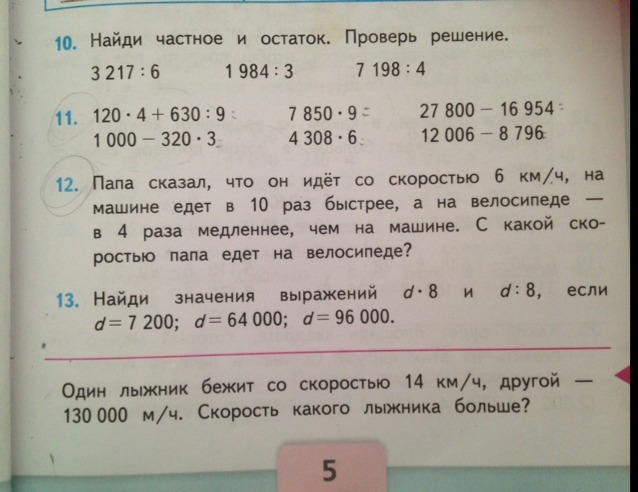 10. Найди частное и остаток. Проверь решение.
3 217 : 6 1 984 : 3 7 198 : 4
11. 120 · 4 + 630 : 9 = 7 850 · 9 = 27 800 − 16 954 =
1 000 − 320 · 3 = 4 308 · 6 = 12 006 − 8 796 =
12. Папа сказал, что он идёт со скоростью 6 км/ч, на
машине едет в 10 раз быстрее, а на велосипеде —
в 4 раза медленнее, чем на машине. С какой ско-
ростью папа едет на велосипеде?
13. Найди значения выражений d · 8 и d : 8, если
d = 7 200; d = 64 000; d = 96 000.
Один лыжник бежит со скоростью 14 км/ч, другой —
130 000 м/ч. Скорость какого лыжника больше?
5